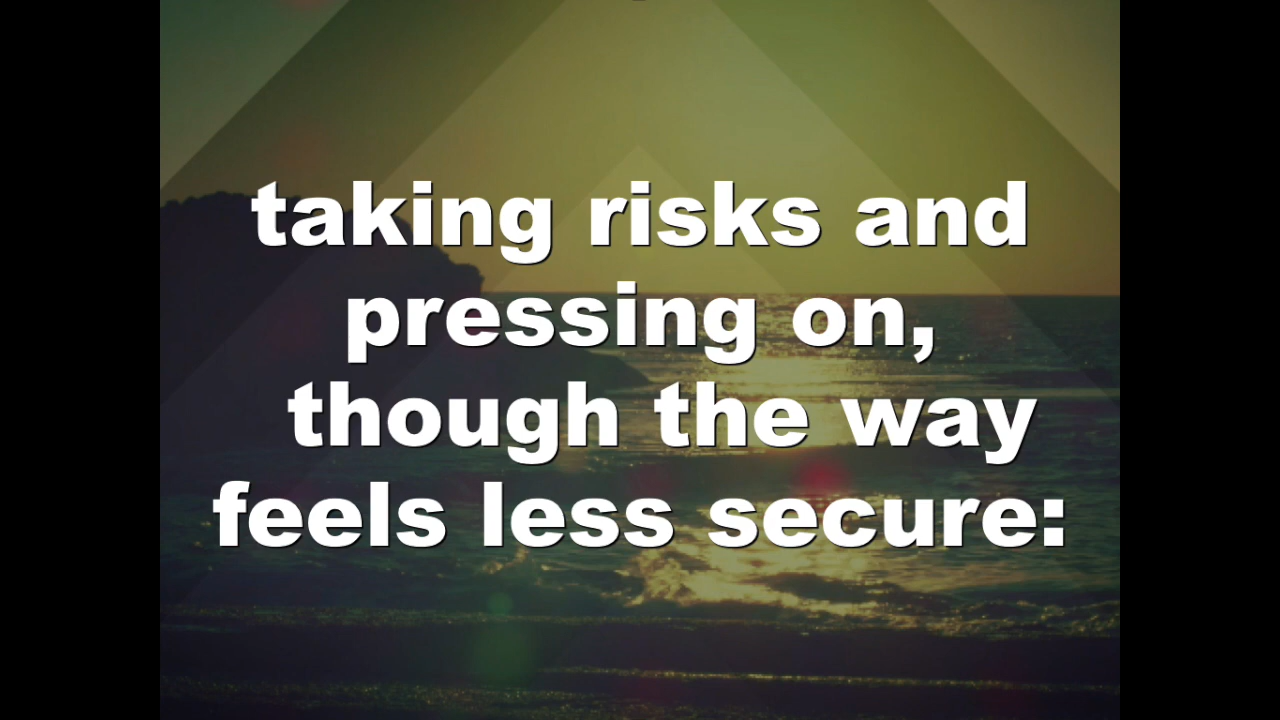 taking risks and
pressing on,
though the way
feels less secure: